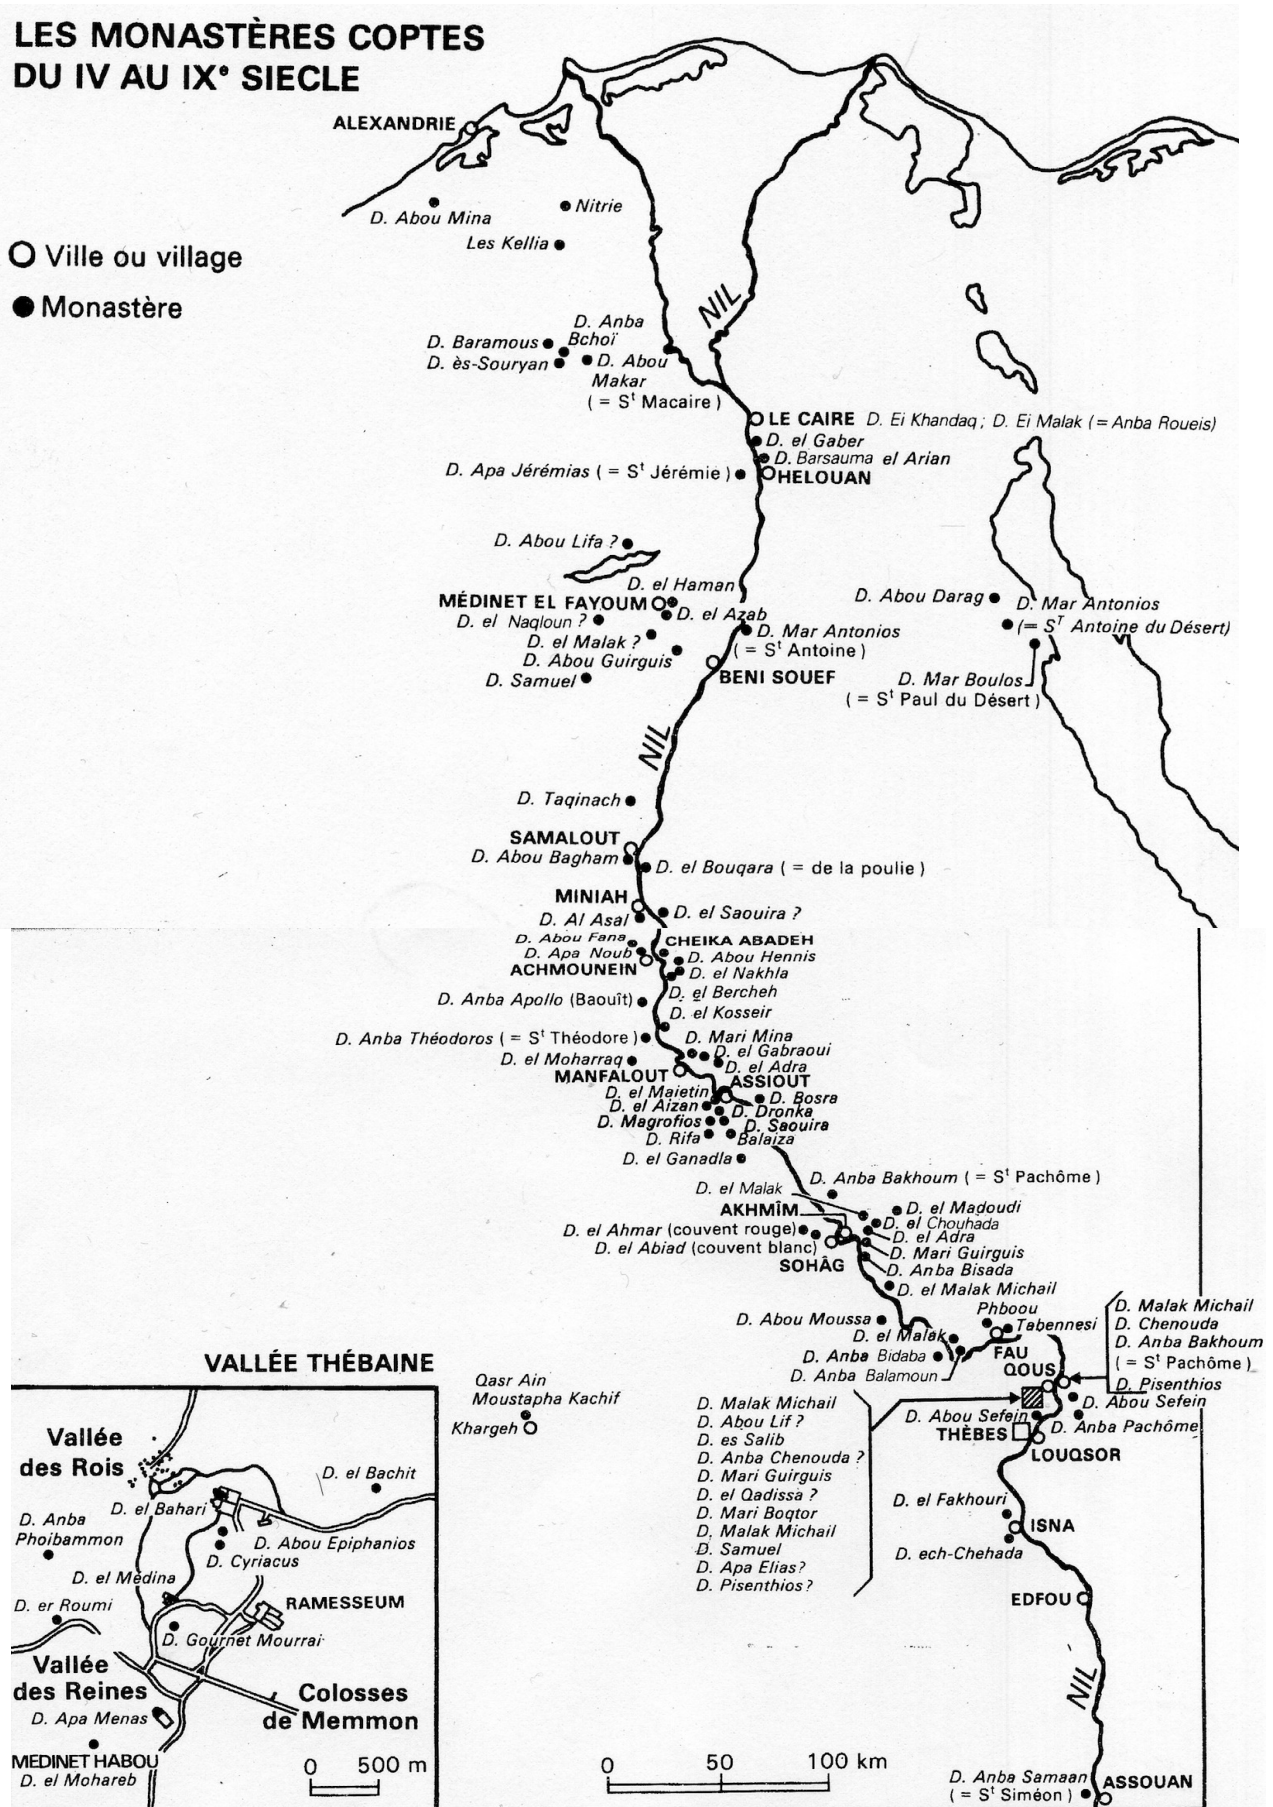 LES MONASTÈRES COPTES
DU IV AU IXᵉ SIECLE
ALEXANDRIE
D. Abou Mina
Nitrie
Les Kellia
Ville ou village
Monastère
NIL
D. Anba
Bchoï
D. Baramous
D. ès-Souryan
D. Abou
Makar
( = Sᵗ Macaire )
LE CAIRE D. Ei Khandaq ; D. Ei Malak (= Anba Roueis)
D. el Gaber
D. Barsauma el Arian
D. Apa Jérémias ( = Sᵗ Jérémie )
HELOUAN
D. Abou Lifa ?
D. el Haman
MÉDINET EL FAYOUM
D. el Azab
D. el Naqloun ?
D. el Malak ?
D. Abou Guirguis
D. Samuel
D. Mar Antonios
( = Sᵗ Antoine )
BENI SOUEF
D. Abou Darag
D. Mar Antonios
(= Sᵀ Antoine du Désert)
D. Mar Boulos
( = Sᵗ Paul du Désert )
NIL
D. Taqinach
SAMALOUT
D. Abou Bagham
D. el Bouqara ( = de la poulie )
MINIAH
D. Al Asal
D. el Saouira ?
D. Abou Fana
D. Apa Noub
ACHMOUNEIN
CHEIKA ABADEH
D. Abou Hennis
D. el Nakhla
D. el Bercheh
D. el Kosseir
D. Anba Apollo (Baouît)
D. Anba Théodoros ( = Sᵗ Théodore )
D. Mari Mina
D. el Gabraoui
D. el Adra
D. el Moharraq
MANFALOUT
ASSIOUT
D. el Maietin
D. el Aizan
D. Magrofios
D. Rifa
D. Bosra
D. Dronka
D. Saouira
Balaiza
D. el Ganadla
D. Anba Bakhoum ( = Sᵗ Pachôme )
D. el Malak
AKHMÎM
D. el Madoudi
D. el Chouhada
D. el Adra
D. Mari Guirguis
D. Anba Bisada
D. el Ahmar (couvent rouge)
D. el Abiad (couvent blanc)
SOHÂG
D. el Malak Michail
D. Abou Moussa
D. el Malak
D. Anba Bidaba
D. Anba Balamoun
Phboou
Tabennesi
FAU
QOUS
D. Malak Michail
D. Chenouda
D. Anba Bakhoum
( = Sᵗ Pachôme )
D. Pisenthios
D. Abou Sefein
D. Anba Pachôme
D. Abou Sefein
THÈBES
LOUQSOR
Qasr Ain
Moustapha Kachif
Khargeh
D. Malak Michail
D. Abou Lif ?
D. es Salib
D. Anba Chenouda ?
D. Mari Guirguis
D. el Qadissa ?
D. Mari Boqtor
D. Malak Michail
D. Samuel
D. Apa Elias?
D. Pisenthios?
D. el Fakhouri
ISNA
D. ech-Chehada
EDFOU
NIL
D. Anba Samaan
( = Sᵗ Siméon )
ASSOUAN
0 50 100 km
VALLÉE THÉBAINE
Vallée
des Rois
D. el Bachit
D. el Bahari
D. Anba
Phoibammon
D. Abou Epiphanios
D. Cyriacus
D. el Médina
D. er Roumi
RAMESSEUM
D. Gournet Mourrai
Vallée
des Reines
Colosses
de Memmon
D. Apa Menas
MEDINET HABOU
D. el Mohareb
0 500 m